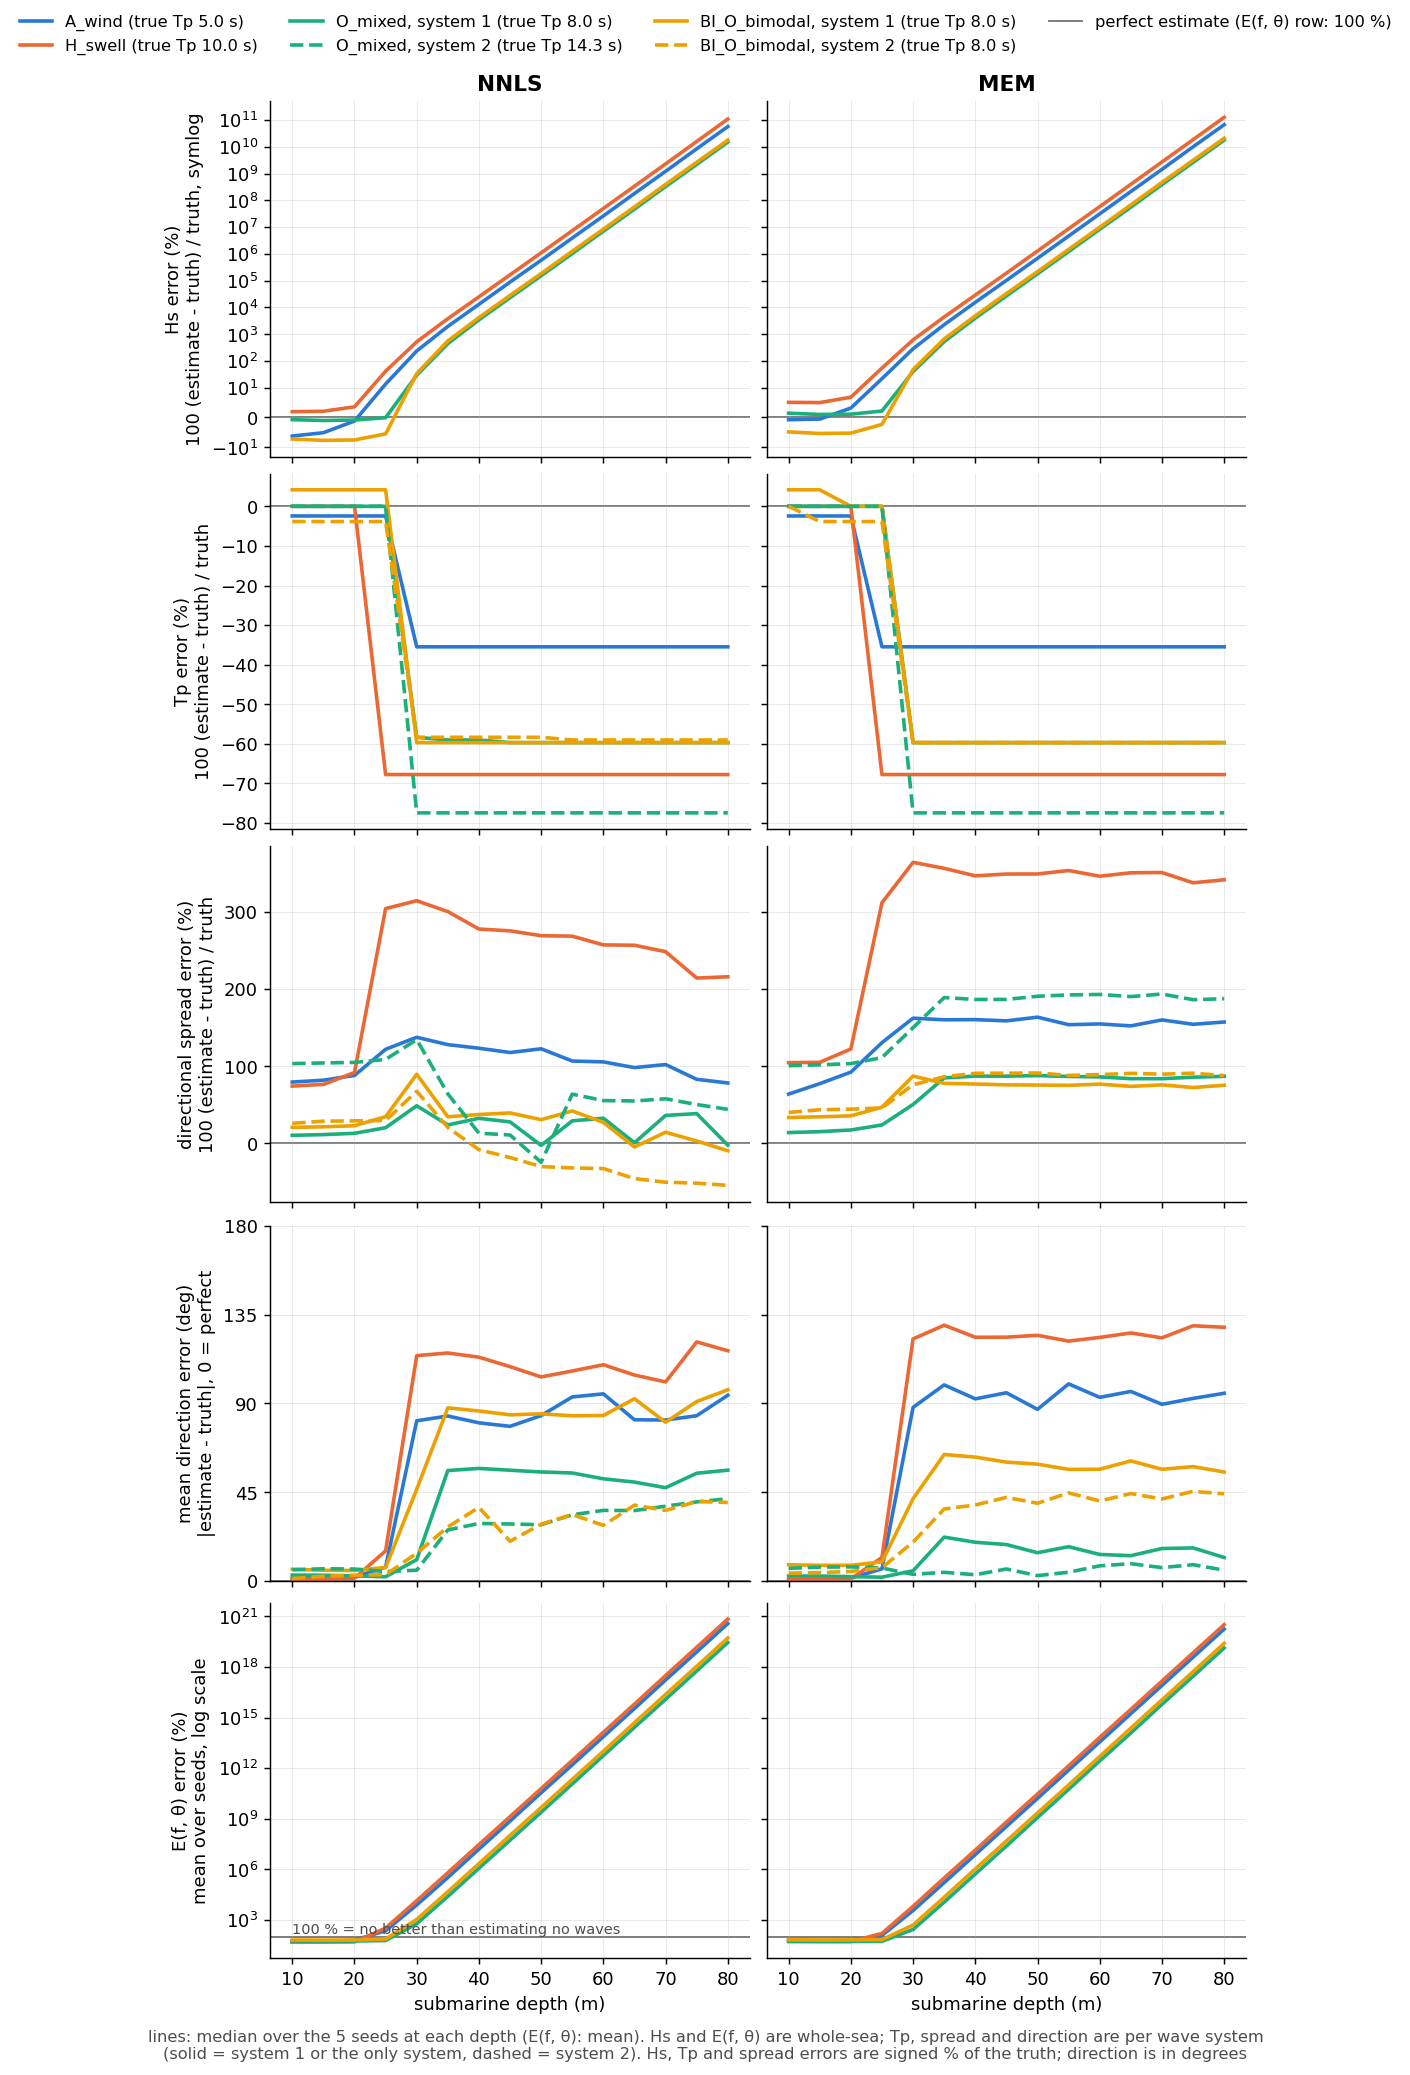 A_wind (true Tp 5.0 s)
H_swell (true Tp 10.0 s)
O_mixed, system 1 (true Tp 8.0 s)
O_mixed, system 2 (true Tp 14.3 s)
BI_O_bimodal, system 1 (true Tp 8.0 s)
BI_O_bimodal, system 2 (true Tp 8.0 s)
perfect estimate (E(f, θ) row: 100 %)
NNLS
MEM
Hs error (%)
100 (estimate - truth) / truth, symlog
10¹¹
10¹⁰
10⁹
10⁸
10⁷
10⁶
10⁵
10⁴
10³
10²
10¹
0
−10¹
Tp error (%)
100 (estimate - truth) / truth
0
−10
−20
−30
−40
−50
−60
−70
−80
directional spread error (%)
100 (estimate - truth) / truth
300
200
100
0
mean direction error (deg)
|estimate - truth|, 0 = perfect
180
135
90
45
0
E(f, θ) error (%)
mean over seeds, log scale
10²¹
10¹⁸
10¹⁵
10¹²
10⁹
10⁶
10³
100 % = no better than estimating no waves
10 20 30 40 50 60 70 80
10 20 30 40 50 60 70 80
submarine depth (m)
submarine depth (m)
lines: median over the 5 seeds at each depth (E(f, θ): mean). Hs and E(f, θ) are whole-sea; Tp, spread and direction are per wave system
(solid = system 1 or the only system, dashed = system 2). Hs, Tp and spread errors are signed % of the truth; direction is in degrees